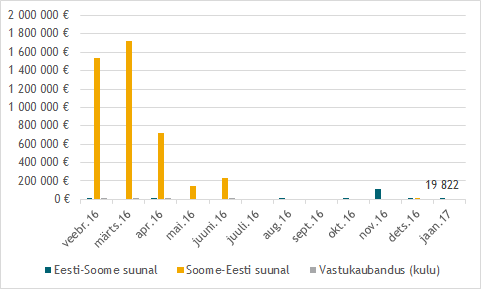 2 000 000 €
1 800 000 €
1 600 000 €
1 400 000 €
1 200 000 €
1 000 000 €
800 000 €
600 000 €
400 000 €
200 000 €
0 €
19 822
veebr.16
märts.16
apr.16
mai.16
juuni.16
juuli.16
aug.16
sept.16
okt.16
nov.16
dets.16
jaan.17
Eesti-Soome suunal
Soome-Eesti suunal
Vastukaubandus (kulu)